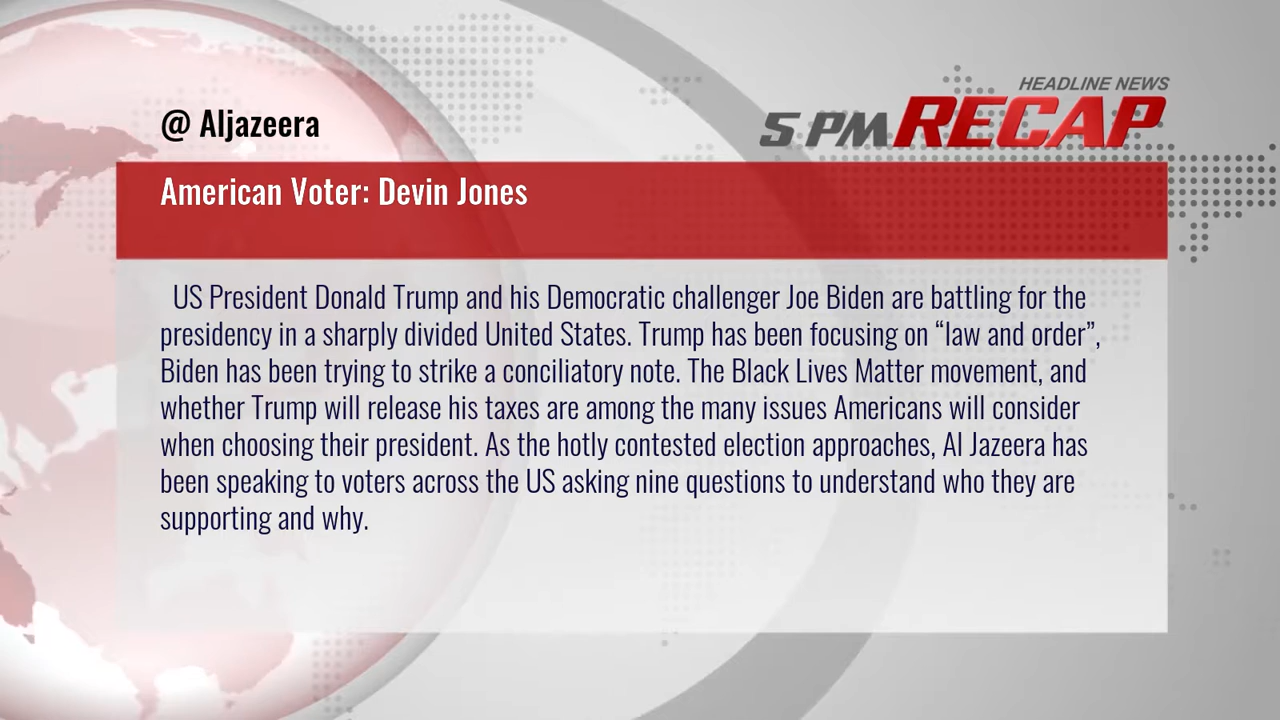 HEADLINE NEWS
@ Aljazeera
5 PM RECAP
American Voter: Devin Jones
US President Donald Trump and his Democratic challenger Joe Biden are battling for the
presidency in a sharply divided United States. Trump has been focusing on “law and order”,
Biden has been trying to strike a conciliatory note. The Black Lives Matter movement, and
whether Trump will release his taxes are among the many issues Americans will consider
when choosing their president. As the hotly contested election approaches, Al Jazeera has
been speaking to voters across the US asking nine questions to understand who they are
supporting and why.